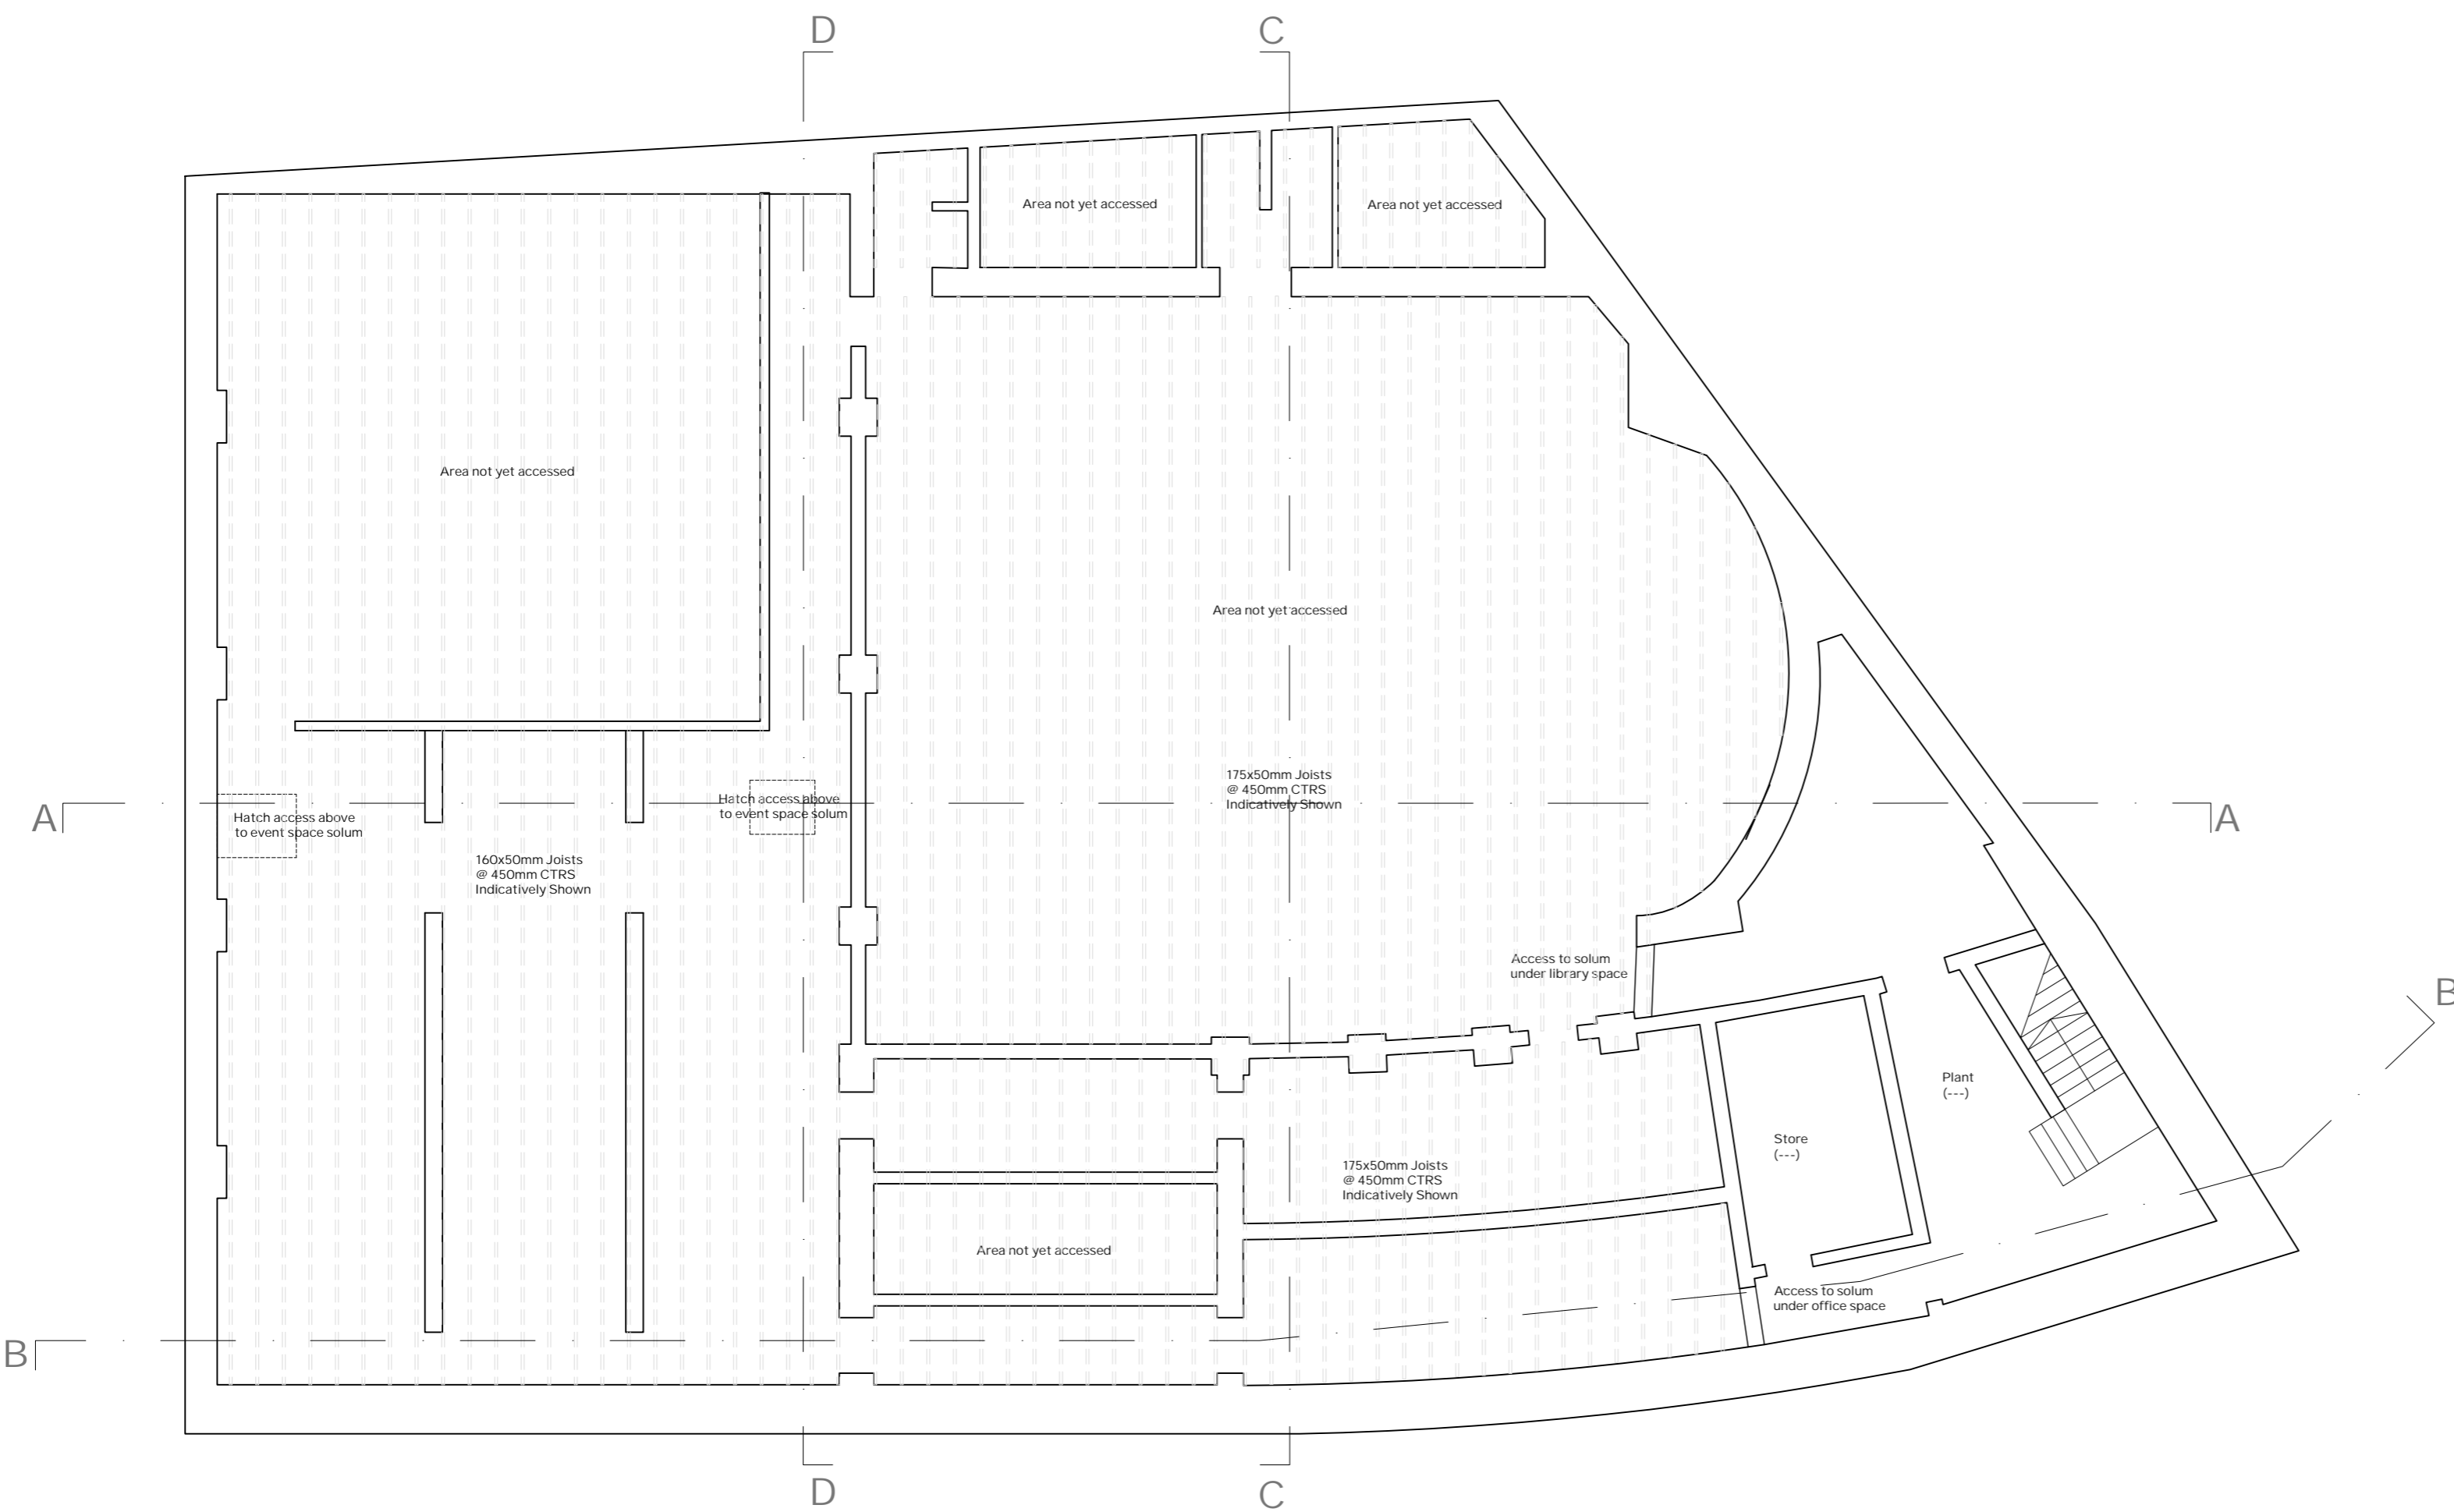 D
C
Area not yet accessed
Area not yet accessed
Area not yet accessed
Area not yet accessed
175x50mm Joists
@ 450mm CTRS
Indicatively Shown
Hatch access above
to event space solum
A
Hatch access above
to event space solum
A
160x50mm Joists
@ 450mm CTRS
Indicatively Shown
Access to solum
under library space
B
Plant
(---)
Store
(---)
175x50mm Joists
@ 450mm CTRS
Indicatively Shown
Area not yet accessed
Access to solum
under office space
B
D
C